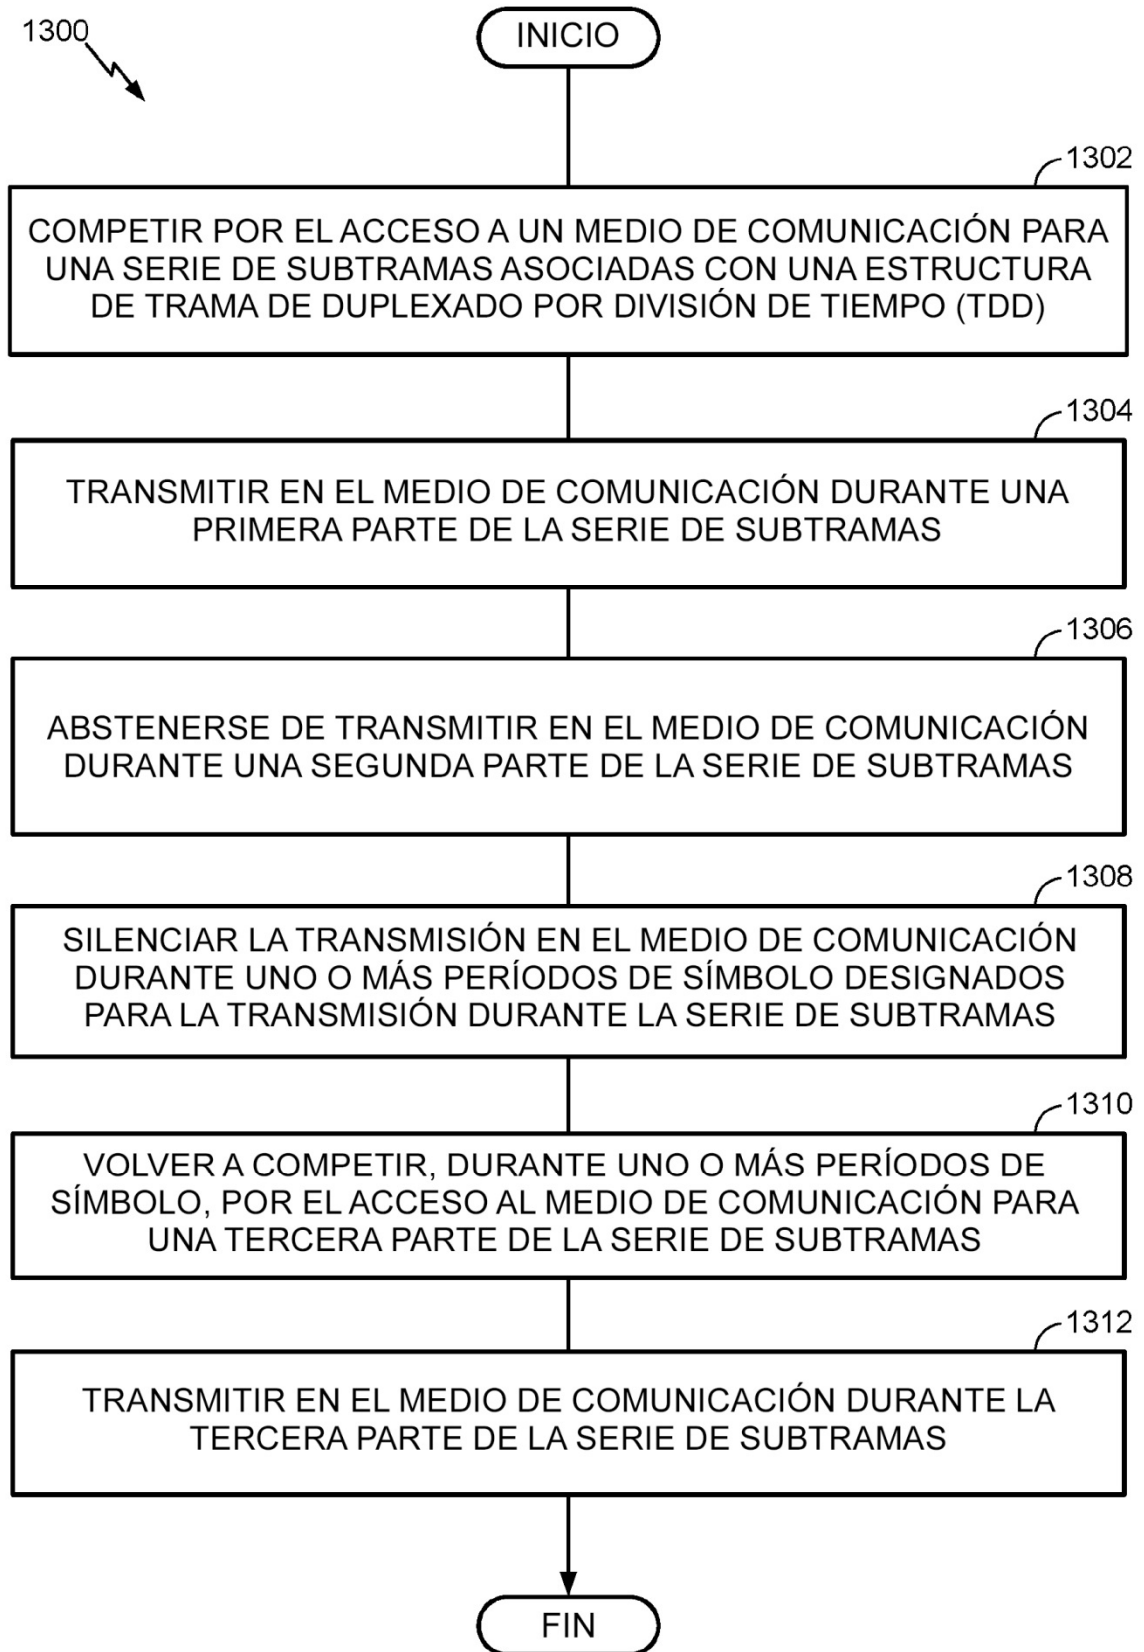 1300
INICIO
1302
COMPETIR POR EL ACCESO A UN MEDIO DE COMUNICACIÓN PARA
UNA SERIE DE SUBTRAMAS ASOCIADAS CON UNA ESTRUCTURA
DE TRAMA DE DUPLEXADO POR DIVISIÓN DE TIEMPO (TDD)
1304
TRANSMITIR EN EL MEDIO DE COMUNICACIÓN DURANTE UNA
PRIMERA PARTE DE LA SERIE DE SUBTRAMAS
1306
ABSTENERSE DE TRANSMITIR EN EL MEDIO DE COMUNICACIÓN
DURANTE UNA SEGUNDA PARTE DE LA SERIE DE SUBTRAMAS
1308
SILENCIAR LA TRANSMISIÓN EN EL MEDIO DE COMUNICACIÓN
DURANTE UNO O MÁS PERÍODOS DE SÍMBOLO DESIGNADOS
PARA LA TRANSMISIÓN DURANTE LA SERIE DE SUBTRAMAS
1310
VOLVER A COMPETIR, DURANTE UNO O MÁS PERÍODOS DE
SÍMBOLO, POR EL ACCESO AL MEDIO DE COMUNICACIÓN PARA
UNA TERCERA PARTE DE LA SERIE DE SUBTRAMAS
1312
TRANSMITIR EN EL MEDIO DE COMUNICACIÓN DURANTE LA
TERCERA PARTE DE LA SERIE DE SUBTRAMAS
FIN